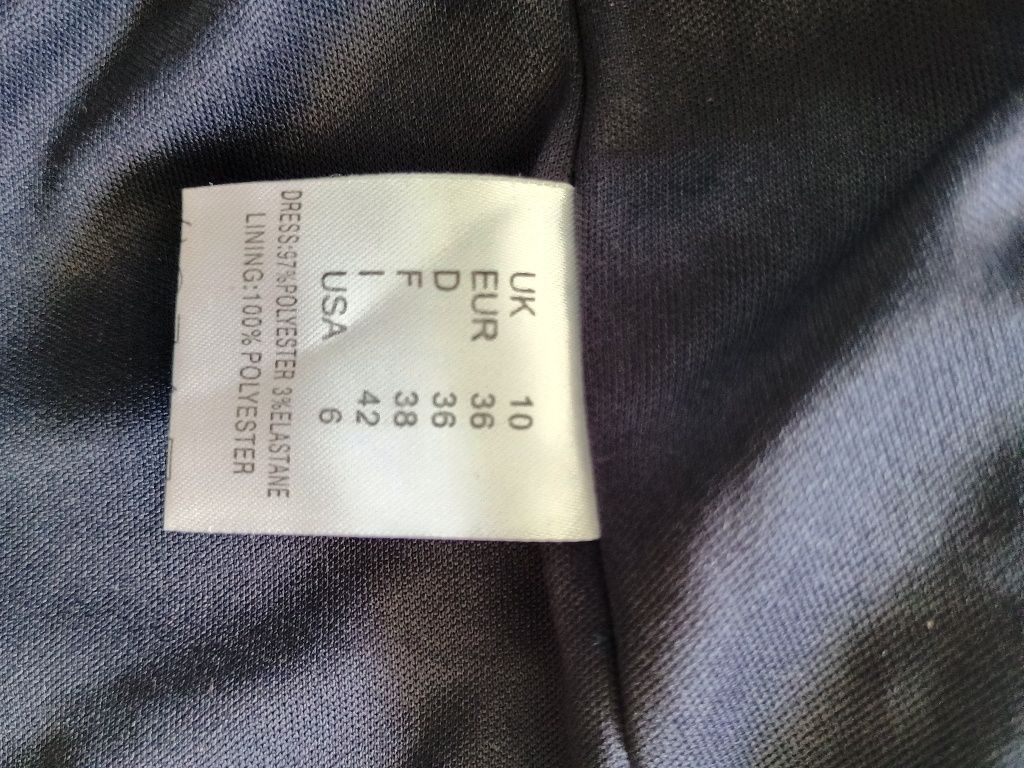 UK 10
EUR 36
D 36
F 38
I 42
USA 6
DRESS:97%POLYESTER 3%ELASTANE
LINING:100% POLYESTER